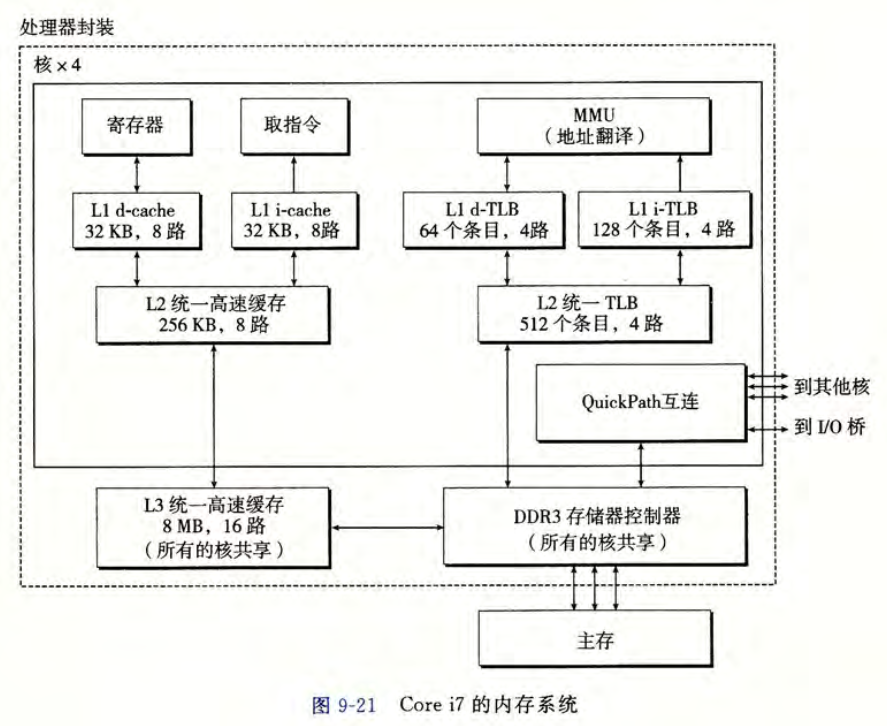 处理器封装
核×4
寄存器
取指令
MMU
（地址翻译）
L1 d-cache
32 KB，8 路
L1 i-cache
32 KB，8路
L1 d-TLB
64 个条目，4路
L1 i-TLB
128 个条目，4 路
L2 统一高速缓存
256 KB，8 路
L2 统一 TLB
512 个条目，4 路
QuickPath互连
到其他核
到 I/O 桥
L3 统一高速缓存
8 MB，16 路
（所有的核共享）
DDR3 存储器控制器
（所有的核共享）
主存
图 9-21 Core i7 的内存系统